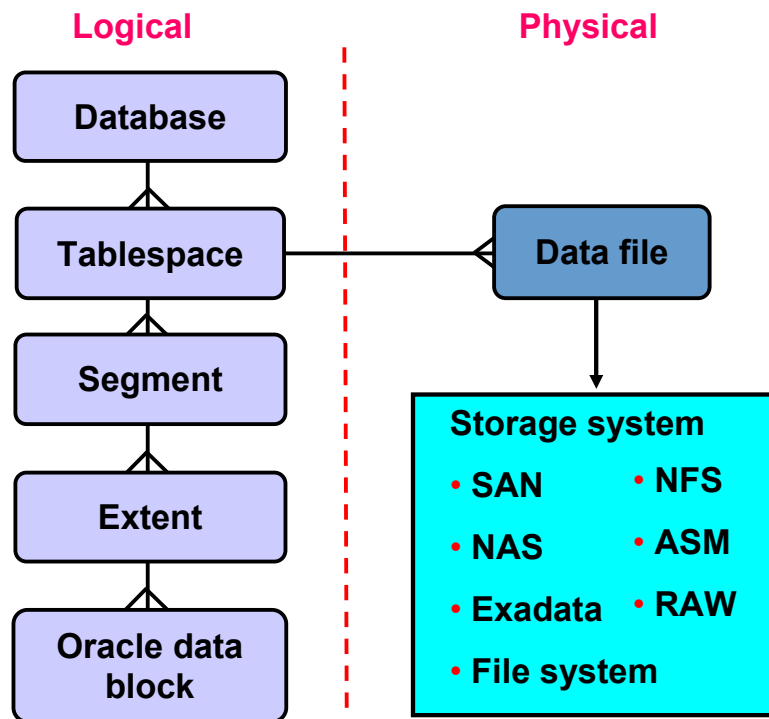 Logical
Physical
Database
Tablespace
Data file
Segment
Extent
Oracle data
block
Storage system
• SAN
• NFS
• NAS
• ASM
• Exadata
• RAW
• File system